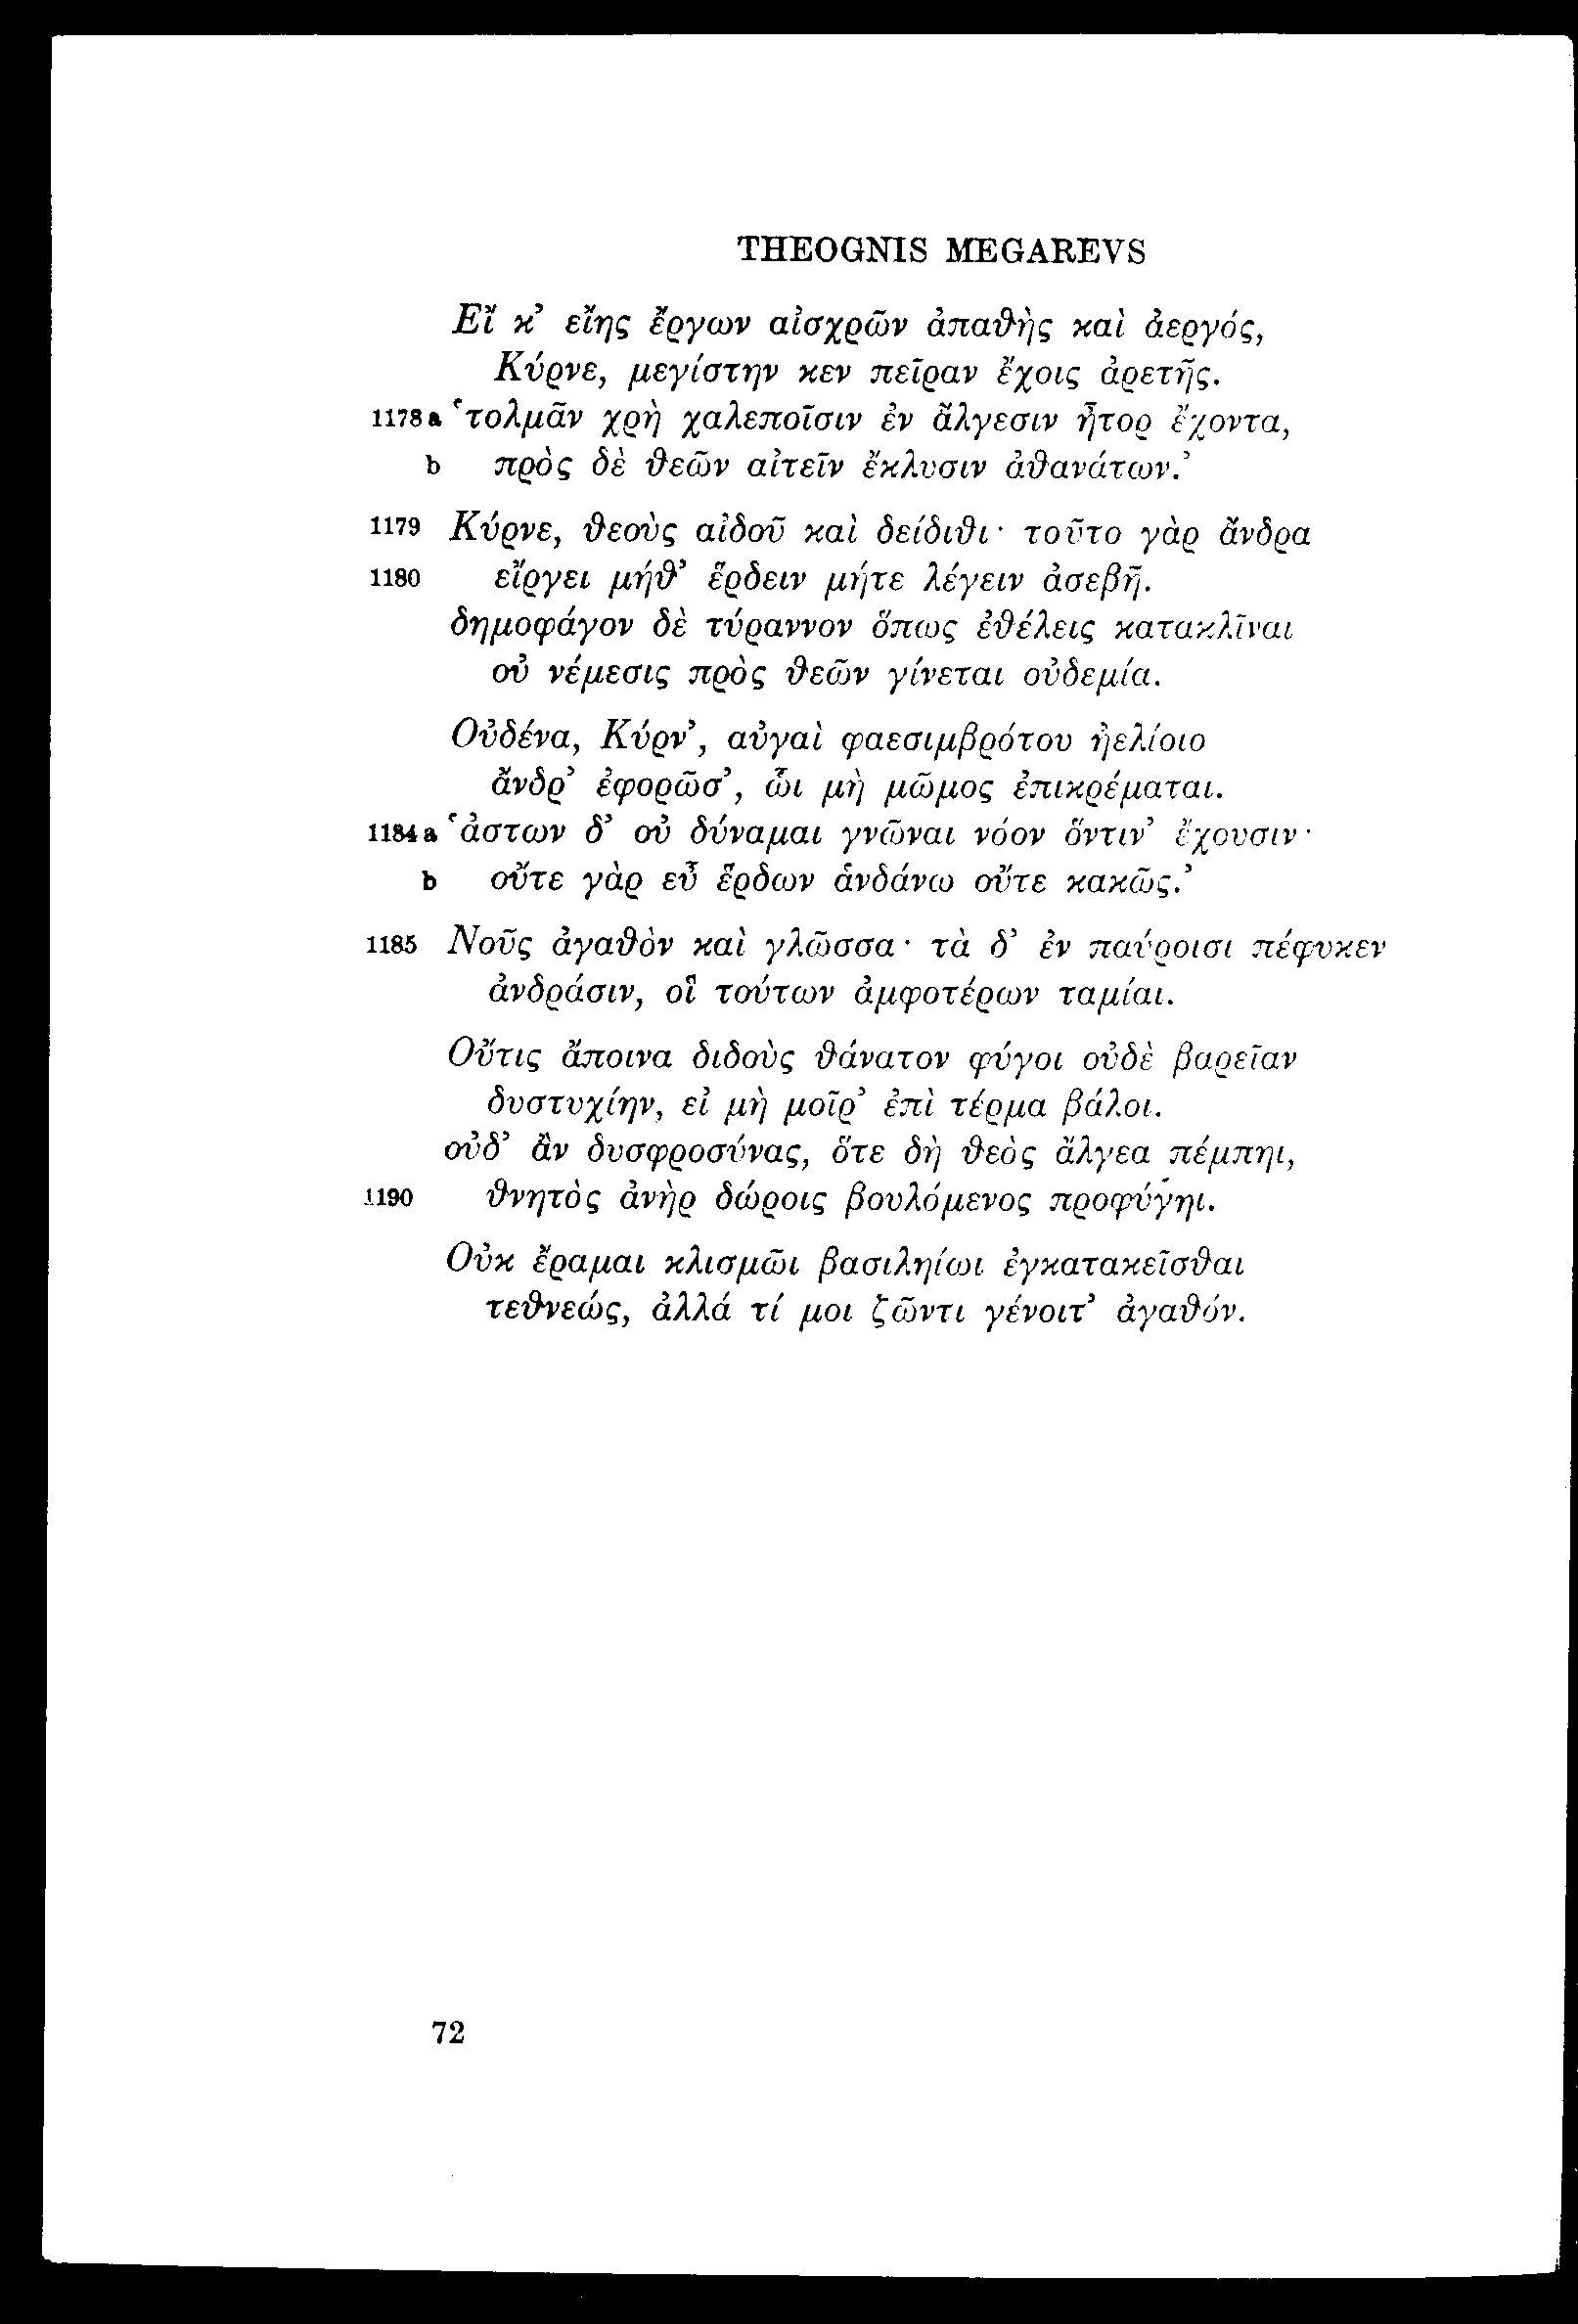 THEOGNIS MEGAREVS
Εἴ κ’ εἴης ἔργων αἰσχρῶν ἀπαθὴς καὶ ἀεργός,
Κύρνε, μεγίστην κεν πεῖραν ἔχοις ἀρετῆς.
1178a ‘τολμᾶν χρὴ χαλεποῖσιν ἐν ἄλγεσιν ἦτορ ἔχοντα,
b πρὸς δὲ θεῶν αἰτεῖν ἔκλυσιν ἀθανάτων.’
1179 Κύρνε, θεοὺς αἰδοῦ καὶ δείδιθι· τοῦτο γὰρ ἄνδρα
1180 εἴργει μήθ’ ἔρδειν μήτε λέγειν ἀσεβῆ.
δημοφάγον δὲ τύραννον ὅπως ἐθέλεις κατακλῖναι
οὐ νέμεσις πρὸς θεῶν γίνεται οὐδεμία.
Οὐδένα, Κύρν’, αὐγαὶ φαεσιμβρότου ἠελίοιο
ἄνδρ’ ἐφορῶσ’, ὧι μὴ μῶμος ἐπικρέμαται.
1184a ‘ἀστων δ’ οὐ δύναμαι γνῶναι νόον ὅντιν’ ἔχουσιν·
b οὔτε γὰρ εὖ ἔρδων ἁνδάνω οὔτε κακῶς.’
1185 Νοῦς ἀγαθὸν καὶ γλῶσσα· τὰ δ’ ἐν παύροισι πέφυκεν
ἀνδράσιν, οἳ τούτων ἀμφοτέρων ταμίαι.
Οὔτις ἄποινα διδοὺς θάνατον φύγοι οὐδὲ βαρεῖαν
δυστυχίην, εἰ μὴ μοῖρ’ ἐπὶ τέρμα βάλοι.
οὐδ’ ἂν δυσφροσύνας, ὅτε δὴ θεὸς ἄλγεα πέμπηι,
1190 θνητὸς ἀνὴρ δώροις βουλόμενος προφύγηι.
Οὐκ ἔραμαι κλισμῶι βασιληίωι ἐγκατακεῖσθαι
τεθνεώς, ἀλλά τί μοι ζῶντι γένοιτ’ ἀγαθόν.
72